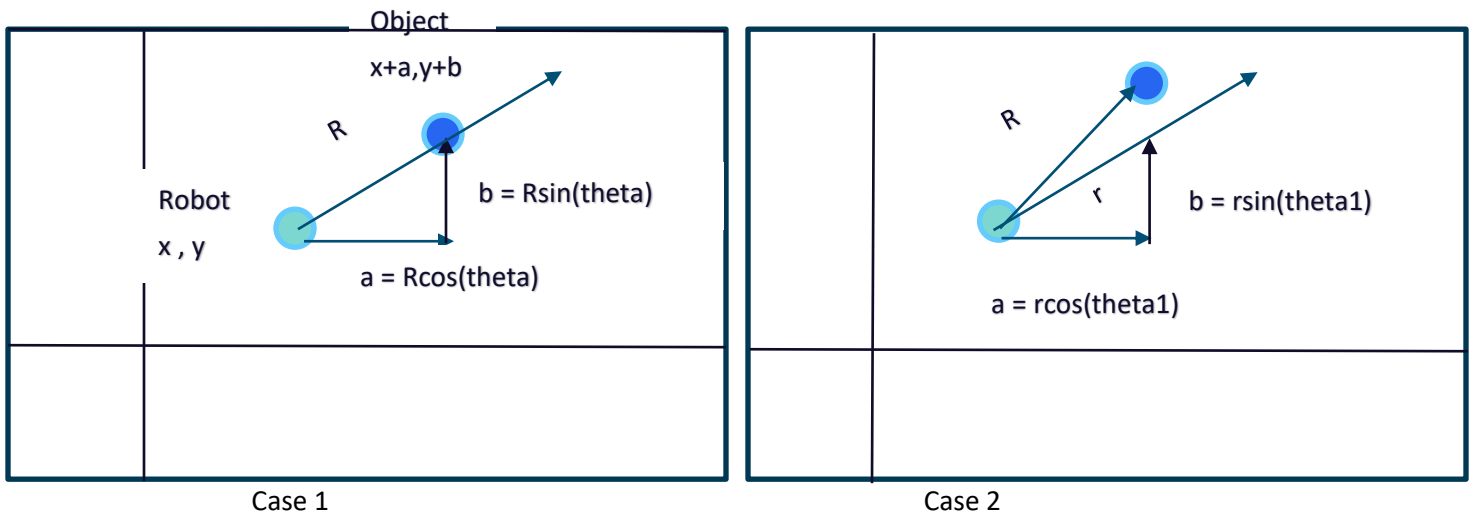 Object
x+a,y+b
R
Robot
x , y
b = Rsin(theta)
a = Rcos(theta)
Case 1
R
r
b = rsin(theta1)
a = rcos(theta1)
Case 2